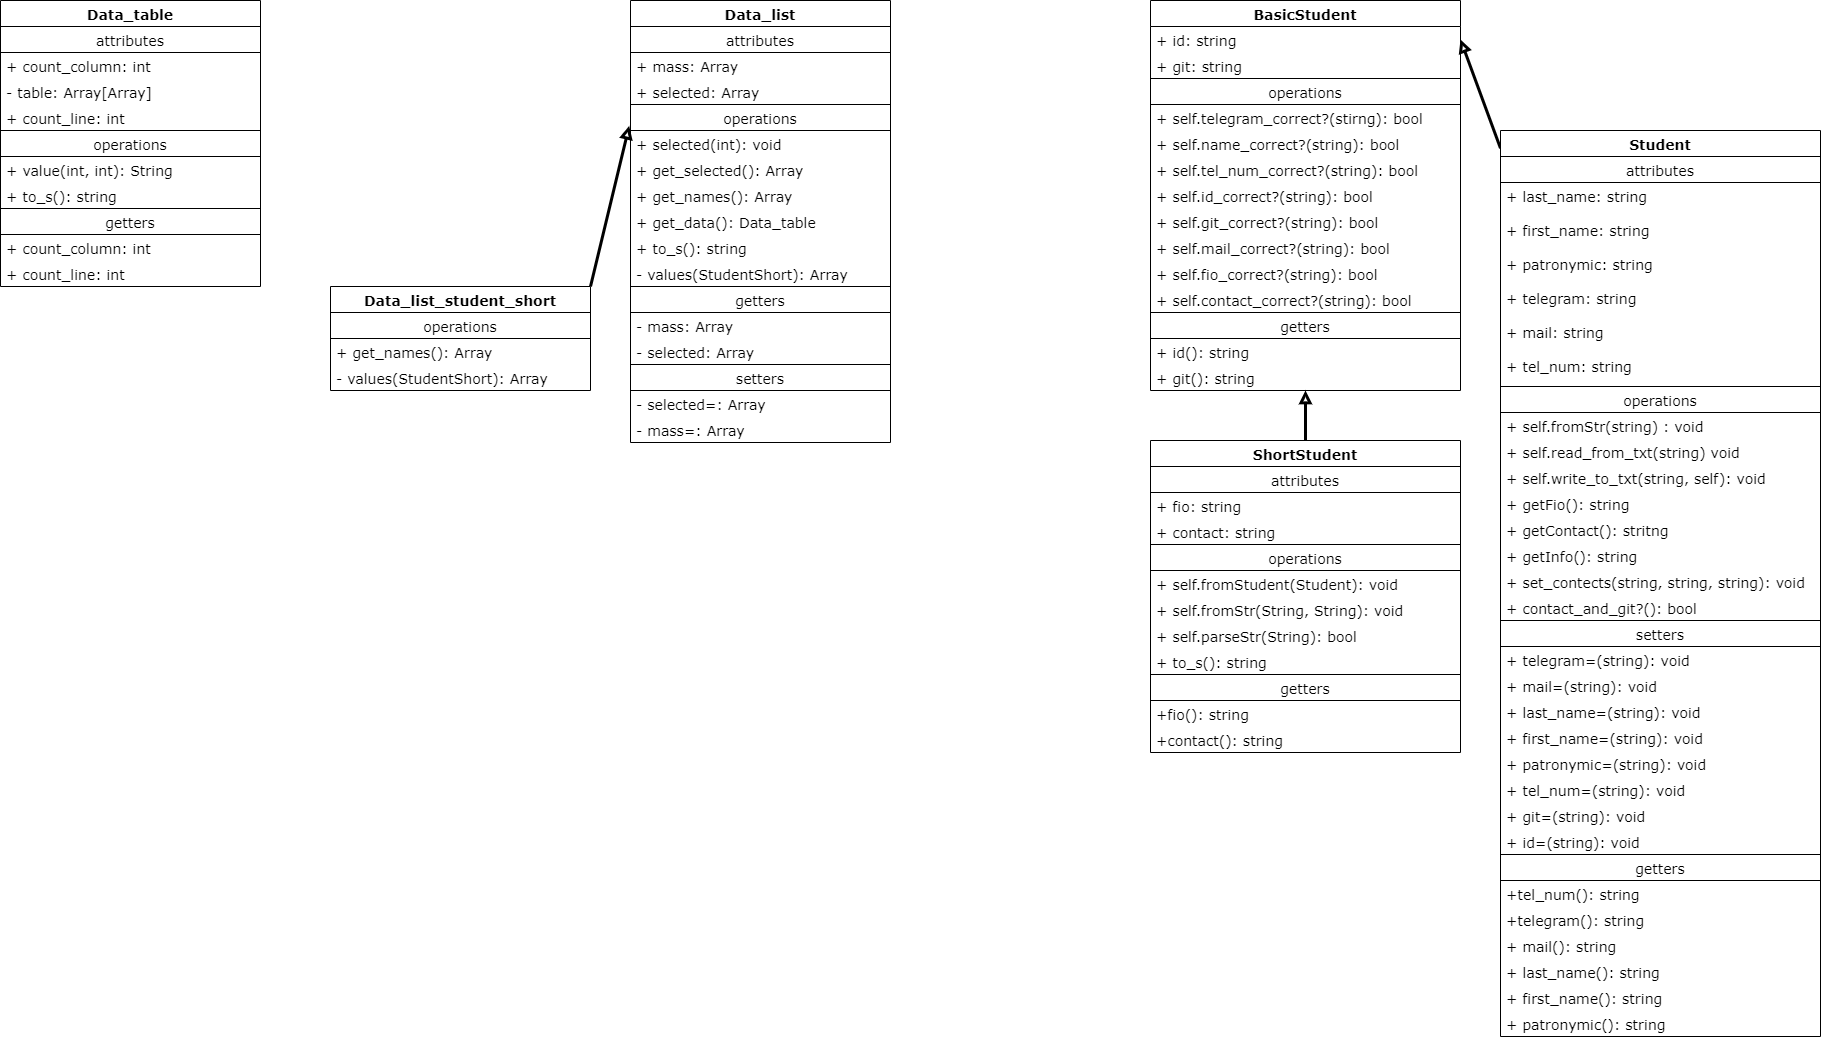 Data_table
attributes
+ count_column: int
- table: Array[Array]
+ count_line: int
operations
+ value(int, int): String
+ to_s(): string
getters
+ count_column: int
+ count_line: int
Data_list_student_short
operations
+ get_names(): Array
- values(StudentShort): Array
Data_list
attributes
+ mass: Array
+ selected: Array
operations
+ selected(int): void
+ get_selected(): Array
+ get_names(): Array
+ get_data(): Data_table
+ to_s(): string
- values(StudentShort): Array
getters
- mass: Array
- selected: Array
setters
- selected=: Array
- mass=: Array
BasicStudent
+ id: string
+ git: string
operations
+ self.telegram_correct?(stirng): bool
+ self.name_correct?(string): bool
+ self.tel_num_correct?(string): bool
+ self.id_correct?(string): bool
+ self.git_correct?(string): bool
+ self.mail_correct?(string): bool
+ self.fio_correct?(string): bool
+ self.contact_correct?(string): bool
getters
+ id(): string
+ git(): string
ShortStudent
attributes
+ fio: string
+ contact: string
operations
+ self.fromStudent(Student): void
+ self.fromStr(String, String): void
+ self.parseStr(String): bool
+ to_s(): string
getters
+fio(): string
+contact(): string
Student
attributes
+ last_name: string
+ first_name: string
+ patronymic: string
+ telegram: string
+ mail: string
+ tel_num: string
operations
+ self.fromStr(string) : void
+ self.read_from_txt(string) void
+ self.write_to_txt(string, self): void
+ getFio(): string
+ getContact(): stritng
+ getInfo(): string
+ set_contects(string, string, string): void
+ contact_and_git?(): bool
setters
+ telegram=(string): void
+ mail=(string): void
+ last_name=(string): void
+ first_name=(string): void
+ patronymic=(string): void
+ tel_num=(string): void
+ git=(string): void
+ id=(string): void
getters
+tel_num(): string
+telegram(): string
+ mail(): string
+ last_name(): string
+ first_name(): string
+ patronymic(): string